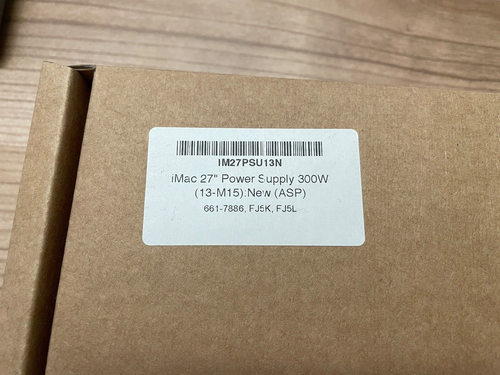 IM27PSU13N
iMac 27" Power Supply 300W
(13-M15):New (ASP)
661-7886, FJ5K, FJ5L